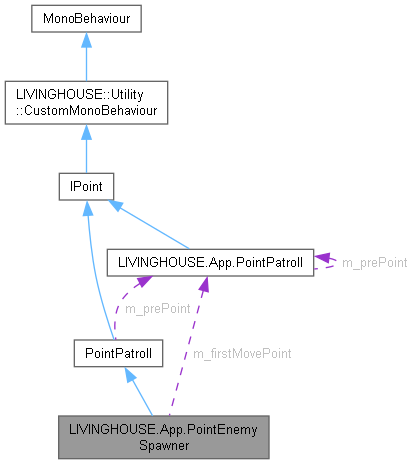 MonoBehaviour
LIVINGHOUSE::Utility
::CustomMonoBehaviour
IPoint
LIVINGHOUSE.App.PointPatroll
m_prePoint
m_prePoint
PointPatroll
m_firstMovePoint
LIVINGHOUSE.App.PointEnemy
Spawner